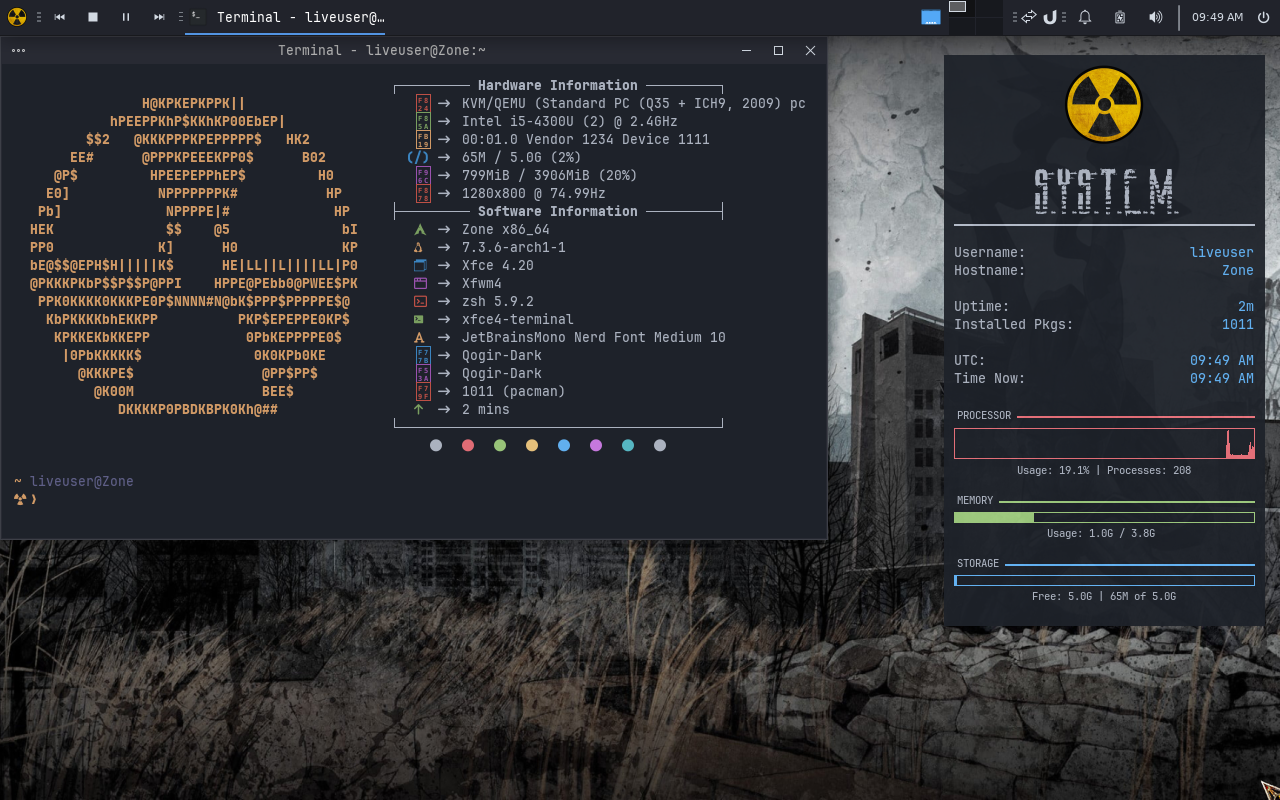 Terminal - liveuser@…
09:49 AM
Terminal - liveuser@Zone:~
Hardware Information
KVM/QEMU (Standard PC (Q35 + ICH9, 2009) pc
Intel i5-4300U (2) @ 2.4GHz
00:01.0 Vendor 1234 Device 1111
65M / 5.0G (2%)
799MiB / 3906MiB (20%)
1280x800 @ 74.99Hz
Software Information
Zone x86_64
7.3.6-arch1-1
Xfce 4.20
Xfwm4
zsh 5.9.2
xfce4-terminal
JetBrainsMono Nerd Font Medium 10
Qogir-Dark
Qogir-Dark
1011 (pacman)
2 mins
~ liveuser@Zone
SYSTEM
Username: liveuser
Hostname: Zone
Uptime: 2m
Installed Pkgs: 1011
UTC: 09:49 AM
Time Now: 09:49 AM
PROCESSOR
Usage: 19.1% | Processes: 208
MEMORY
Usage: 1.0G / 3.8G
STORAGE
Free: 5.0G | 65M of 5.0G